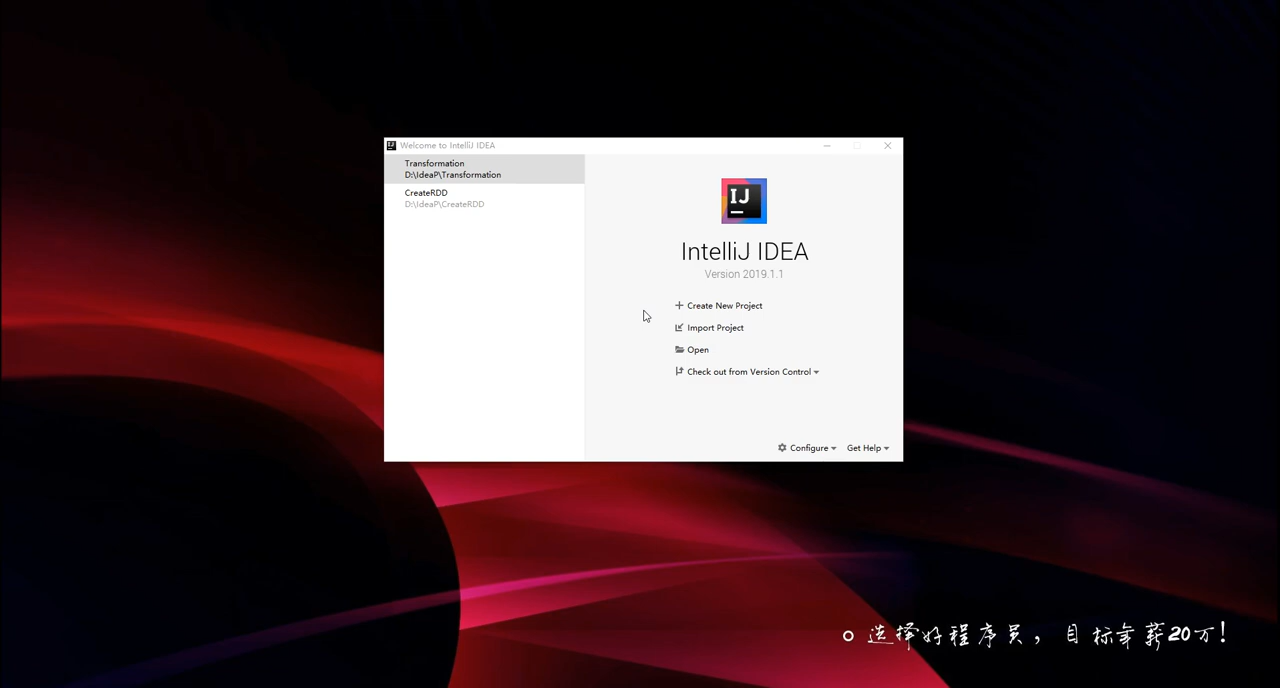 Welcome to IntelliJ IDEA
Transformation
D:\IdeaP\Transformation
CreateRDD
D:\IdeaP\CreateRDD
IJ
IntelliJ IDEA
Version 2019.1.1
Create New Project
Import Project
Open
Check out from Version Control
Configure
Get Help
选择好程序员，目标年薪20万！